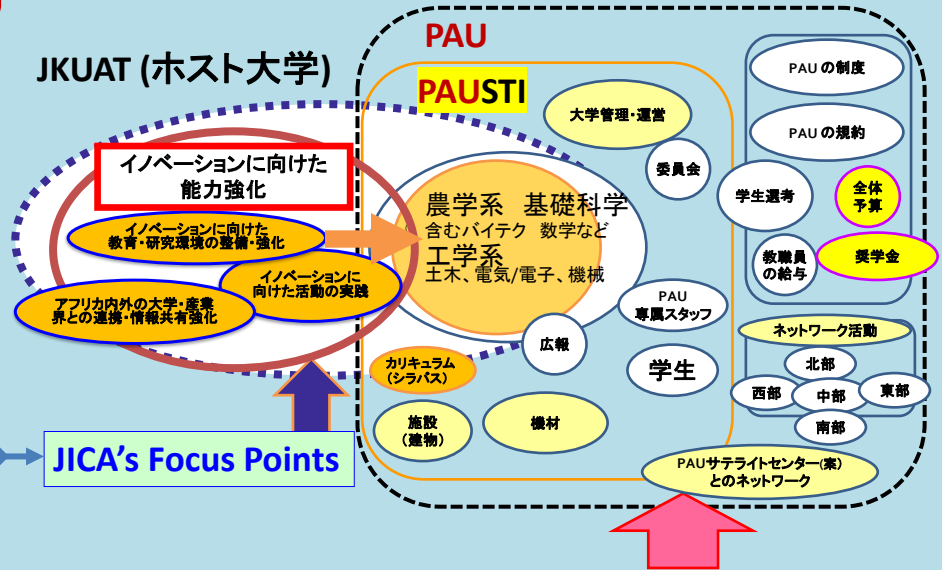 PAU
JKUAT (ホスト大学)
PAUSTI
イノベーションに向けた
能力強化
イノベーションに向けた
教育・研究環境の整備・強化
イノベーションに
向けた活動の実践
アフリカ内外の大学・産業
界との連携・情報共有強化
農学系 基礎科学
含むバイテク 数学など
工学系
土木、電気/電子、機械
大学管理・運営
委員会
PAU の制度
PAU の規約
学生選考
全体
予算
教職員
の給与
奨学金
PAU
専属スタッフ
広報
学生
カリキュラム
(シラバス)
施設
(建物)
機材
ネットワーク活動
北部
西部
中部
東部
南部
PAUサテライトセンター(案)
とのネットワーク
JICA's Focus Points